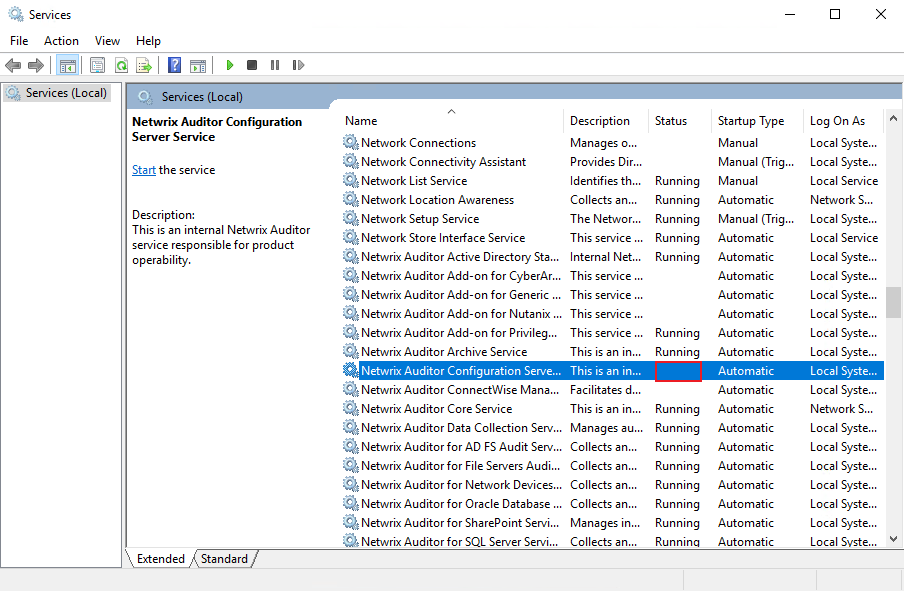 Services
File Action View Help
Services (Local)
Services (Local)
Netwrix Auditor Configuration
Server Service
Start the service
Description:
This is an internal Netwrix Auditor
service responsible for product
operability.
Name Description Status Startup Type Log On As
Network Connections Manages o... Manual Local Syste...
Network Connectivity Assistant Provides Dir... Manual (Trig... Local Syste...
Network List Service Identifies th... Running Manual Local Service
Network Location Awareness Collects an... Running Automatic Network S...
Network Setup Service The Networ... Running Manual (Trig... Local Syste...
Network Store Interface Service This service ... Running Automatic Local Service
Netwrix Auditor Active Directory Sta... Internal Net... Running Automatic Local Syste...
Netwrix Auditor Add-on for CyberAr... This service ... Automatic Local Syste...
Netwrix Auditor Add-on for Generic ... This service ... Automatic Local Syste...
Netwrix Auditor Add-on for Nutanix ... This service ... Automatic Local Syste...
Netwrix Auditor Add-on for Privileg... This service ... Running Automatic Local Syste...
Netwrix Auditor Archive Service This is an in... Running Automatic Local Syste...
Netwrix Auditor Configuration Serve... This is an in... Automatic Local Syste...
Netwrix Auditor ConnectWise Mana... Facilitates d... Automatic Local Syste...
Netwrix Auditor Core Service This is an in... Running Automatic Network S...
Netwrix Auditor Data Collection Serv... Manages au... Running Automatic Local Syste...
Netwrix Auditor for AD FS Audit Serv... Collects an... Running Automatic Local Syste...
Netwrix Auditor for File Servers Audi... Collects an... Running Automatic Local Syste...
Netwrix Auditor for Network Devices... Collects an... Running Automatic Local Syste...
Netwrix Auditor for Oracle Database ... Collects an... Running Automatic Local Syste...
Netwrix Auditor for SharePoint Servi... Manages in... Running Automatic Local Syste...
Netwrix Auditor for SQL Server Servi... Collects an... Running Automatic Local Syste...
Extended Standard